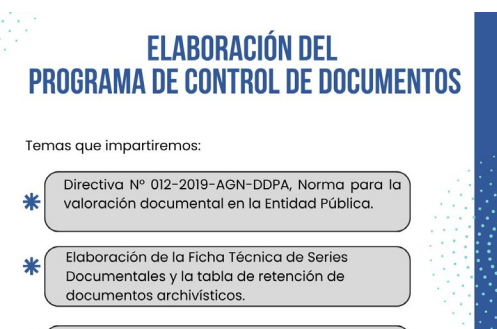 ELABORACIÓN DEL
PROGRAMA DE CONTROL DE DOCUMENTOS
Temas que impartiremos:
Directiva Nº 012-2019-AGN-DDPA, Norma para la
valoración documental en la Entidad Pública.
Elaboración de la Ficha Técnica de Series
Documentales y la tabla de retención de
documentos archivísticos.